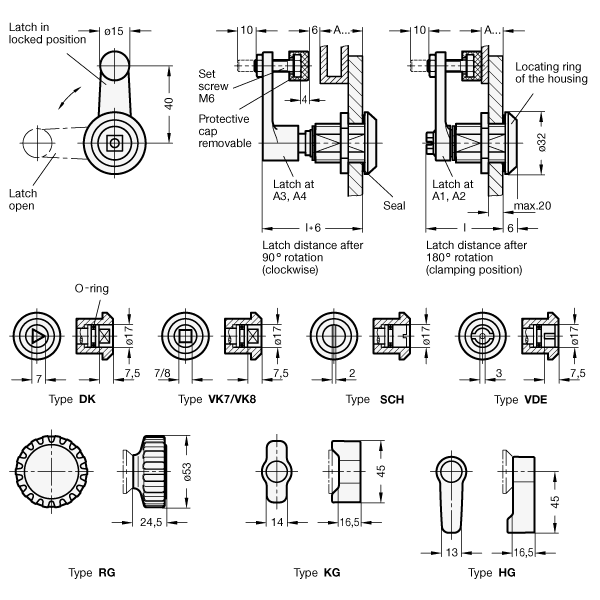 Latch in
locked position
ø15
40
Latch
open
10
6
A...
Set
screw
M6
4
Protective
cap
removable
Latch at
A3, A4
Seal
l+6
Latch distance after
90° rotation
(clockwise)
10
A...
Locating ring
of the housing
ø32
Latch at
A1, A2
max.20
l
6
Latch distance after
180° rotation
(clamping position)
O-ring
ø17
7
7,5
Type DK
ø17
7/8
7,5
Type VK7/VK8
ø17
2
Type SCH
ø17
3
7,5
Type VDE
ø53
24,5
Type RG
45
14
16,5
Type KG
45
13
16,5
Type HG